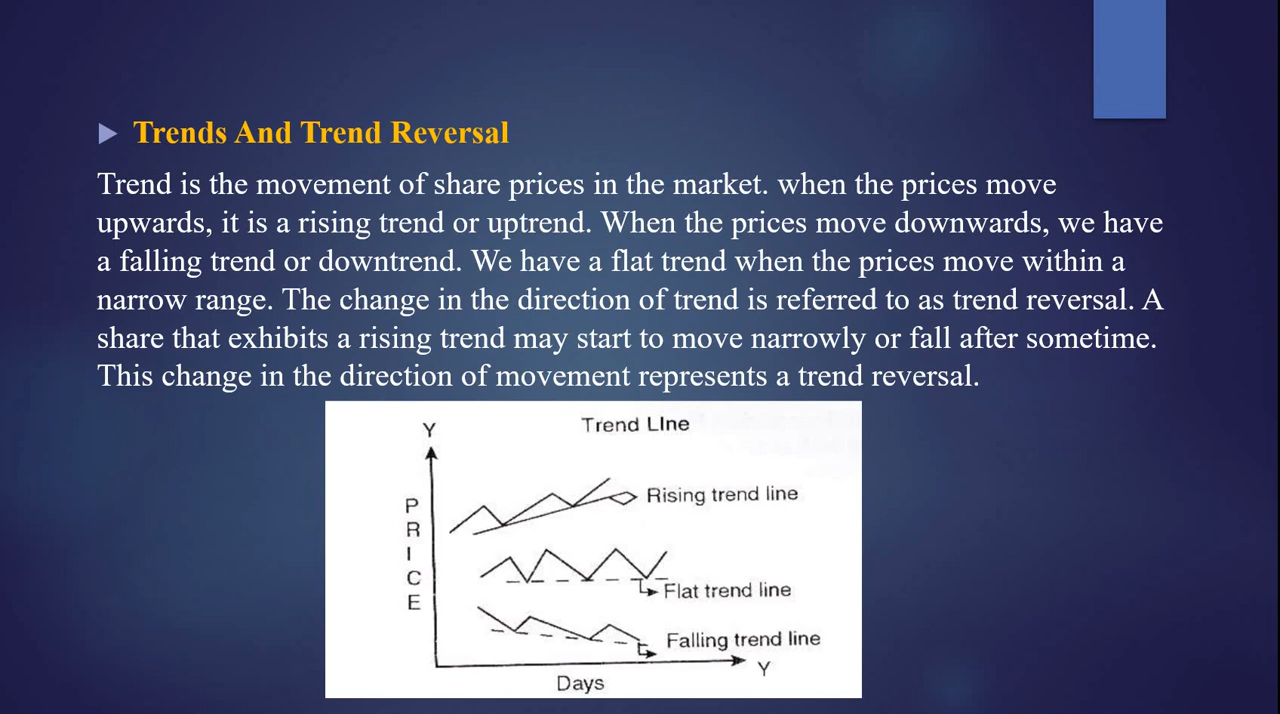 Trends And Trend Reversal
Trend is the movement of share prices in the market. when the prices move
upwards, it is a rising trend or uptrend. When the prices move downwards, we have
a falling trend or downtrend. We have a flat trend when the prices move within a
narrow range. The change in the direction of trend is referred to as trend reversal. A
share that exhibits a rising trend may start to move narrowly or fall after sometime.
This change in the direction of movement represents a trend reversal.
Trend LIne
Y
PRICE
Rising trend line
Flat trend line
Falling trend line
Y
Days